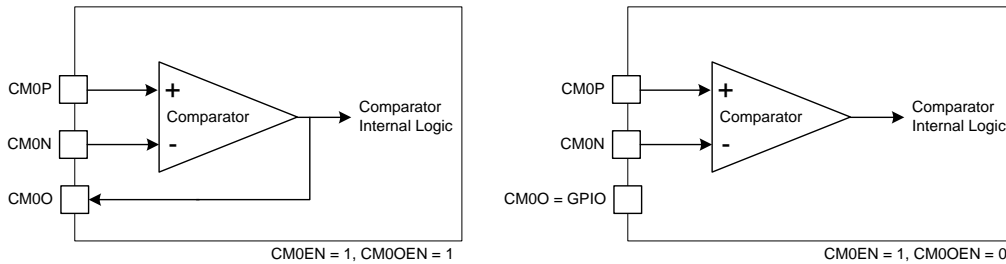 CM0P
+
Comparator
Comparator
Internal Logic
CM0N
-
CM0O
CM0EN = 1, CM0OEN = 1
CM0P
+
Comparator
Comparator
Internal Logic
CM0N
-
CM0O = GPIO
CM0EN = 1, CM0OEN = 0